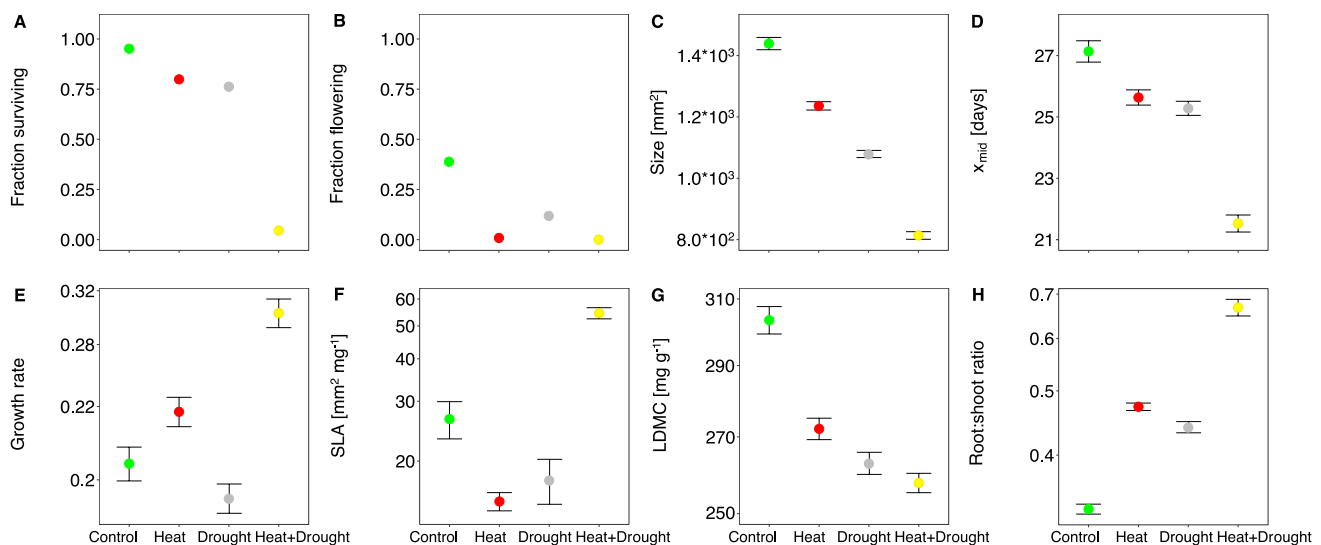 A
Fraction surviving
1.00
0.75
0.50
0.25
0.00
B
Fraction flowering
1.00
0.75
0.50
0.25
0.00
C
Size [mm²]
1.4*10³
1.2*10³
1.0*10³
8.0*10²
D
x_mid [days]
27
25
23
21
E
Growth rate
0.32
0.28
0.22
0.2
Control Heat Drought Heat+Drought
F
SLA [mm² mg⁻¹]
60
50
40
30
20
Control Heat Drought Heat+Drought
G
LDMC [mg g⁻¹]
310
290
270
250
Control Heat Drought Heat+Drought
H
Root:shoot ratio
0.7
0.6
0.5
0.4
Control Heat Drought Heat+Drought